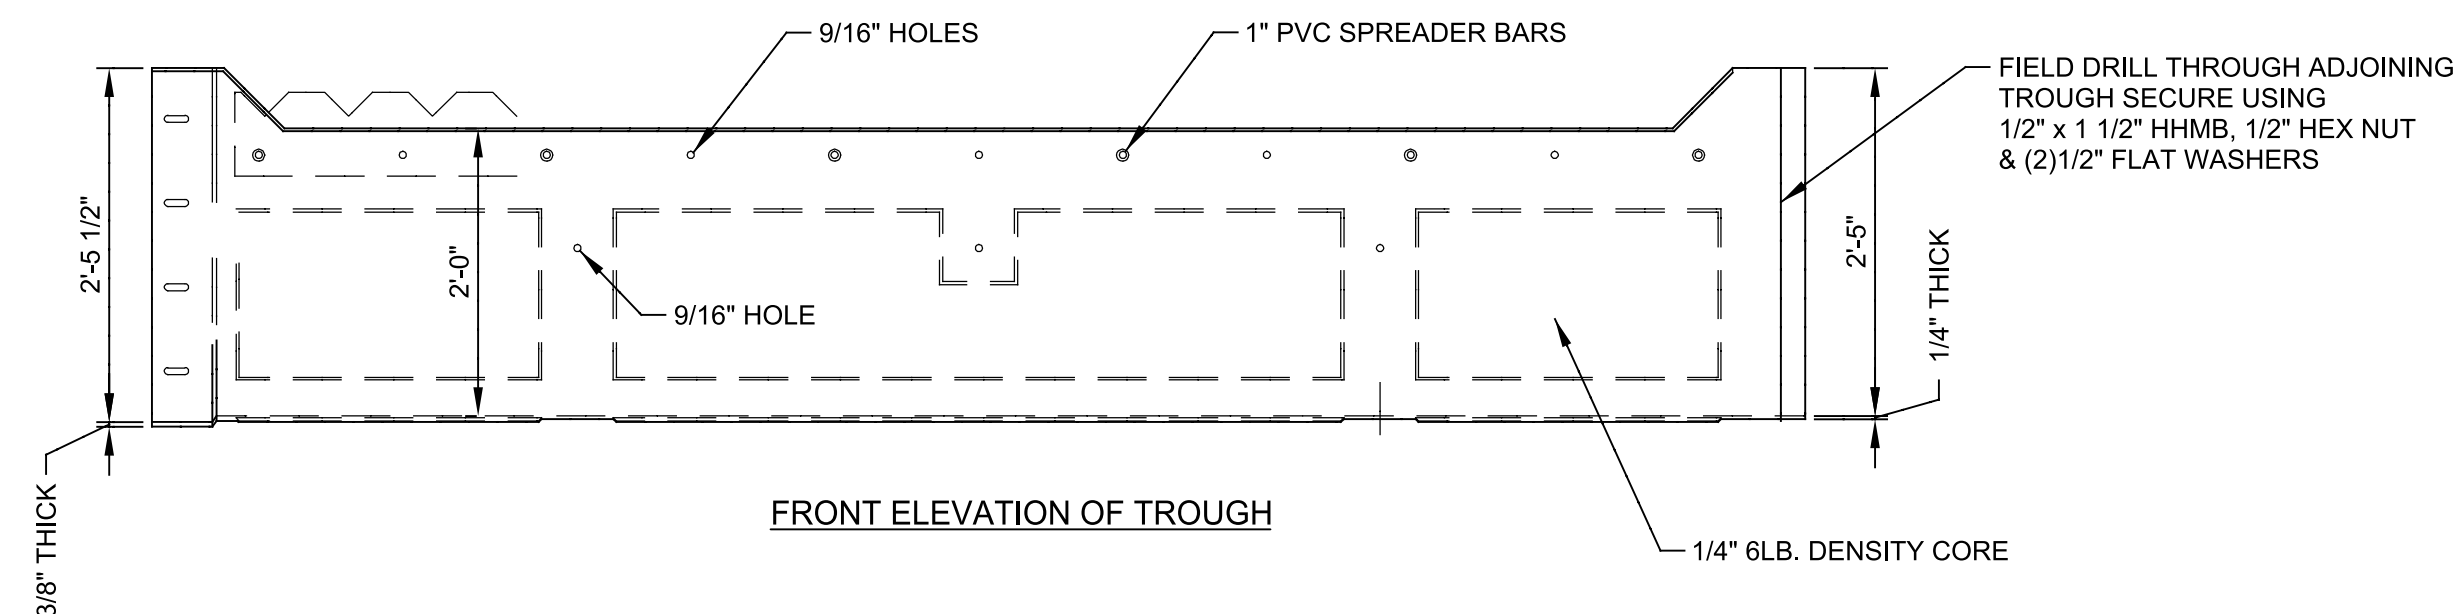 9/16" HOLES
1" PVC SPREADER BARS
FIELD DRILL THROUGH ADJOINING
TROUGH SECURE USING
1/2" x 1 1/2" HHMB, 1/2" HEX NUT
& (2)1/2" FLAT WASHERS
2'-5 1/2"
2'-0"
2'-5"
1/4" THICK
9/16" HOLE
3/8" THICK
FRONT ELEVATION OF TROUGH
1/4" 6LB. DENSITY CORE